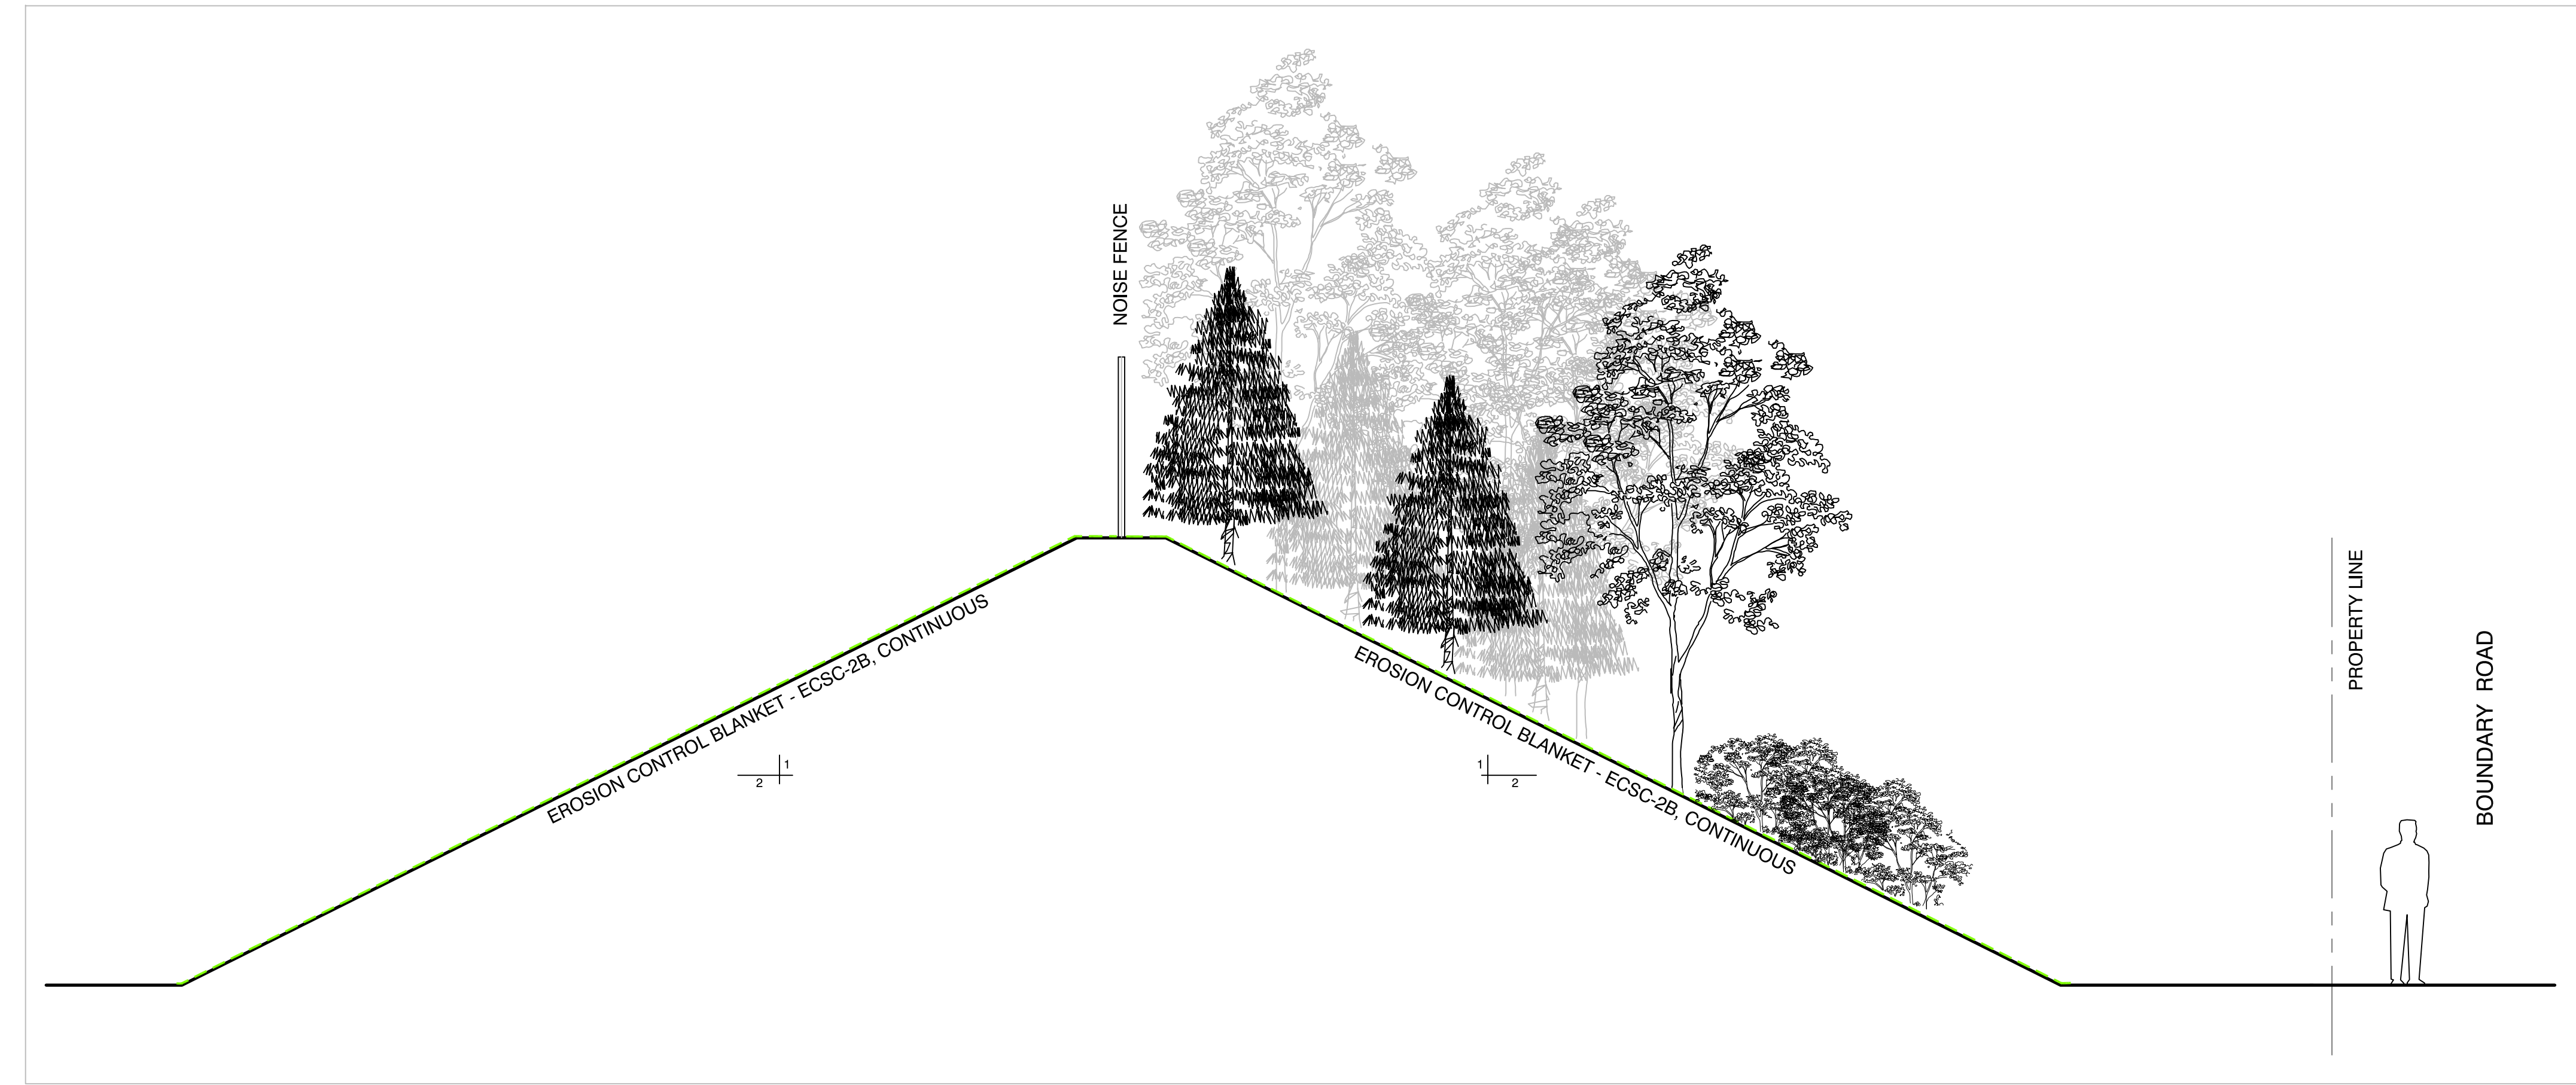 NOISE FENCE
EROSION CONTROL BLANKET - ECSC-2B, CONTINUOUS
1
2
EROSION CONTROL BLANKET - ECSC-2B, CONTINUOUS
1
2
PROPERTY LINE
BOUNDARY ROAD